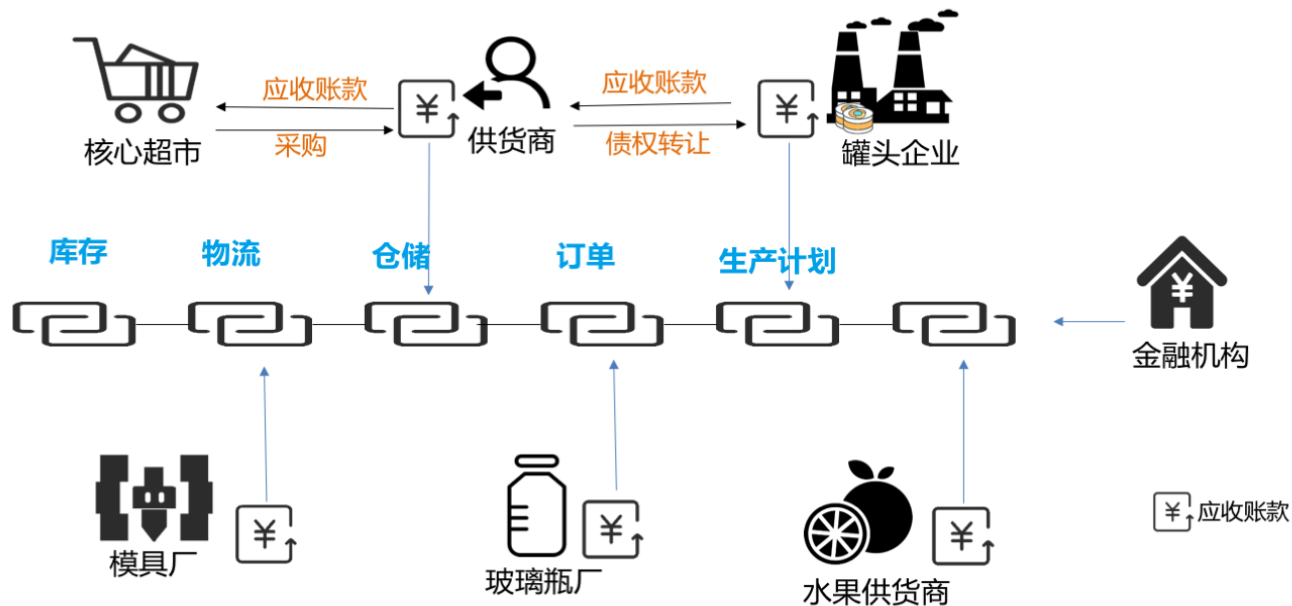 应收账款
应收账款
¥
¥
核心超市
采购
供货商
债权转让
罐头企业
库存
物流
仓储
订单
生产计划
¥
金融机构
¥
¥
¥
¥
应收账款
模具厂
玻璃瓶厂
水果供货商